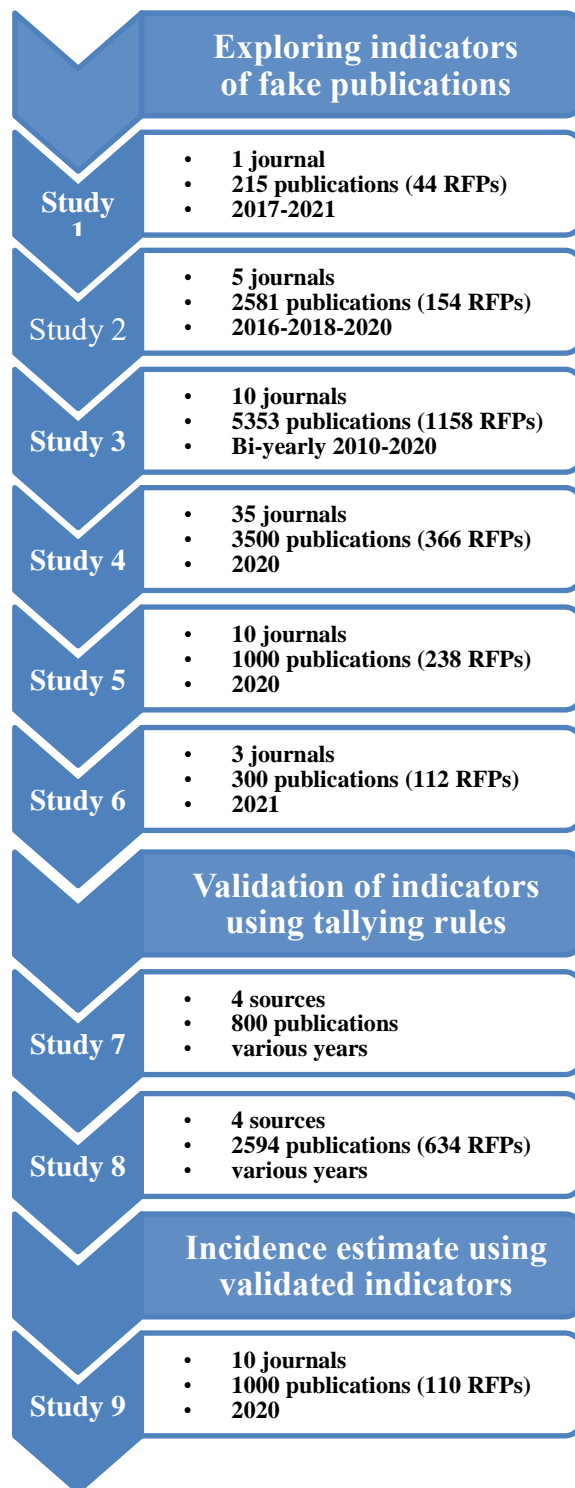 Exploring indicators
of fake publications
Study
1
• 1 journal
• 215 publications (44 RFPs)
• 2017-2021
Study 2
• 5 journals
• 2581 publications (154 RFPs)
• 2016-2018-2020
Study 3
• 10 journals
• 5353 publications (1158 RFPs)
• Bi-yearly 2010-2020
Study 4
• 35 journals
• 3500 publications (366 RFPs)
• 2020
Study 5
• 10 journals
• 1000 publications (238 RFPs)
• 2020
Study 6
• 3 journals
• 300 publications (112 RFPs)
• 2021
Validation of indicators
using tallying rules
Study 7
• 4 sources
• 800 publications
• various years
Study 8
• 4 sources
• 2594 publications (634 RFPs)
• various years
Incidence estimate using
validated indicators
Study 9
• 10 journals
• 1000 publications (110 RFPs)
• 2020